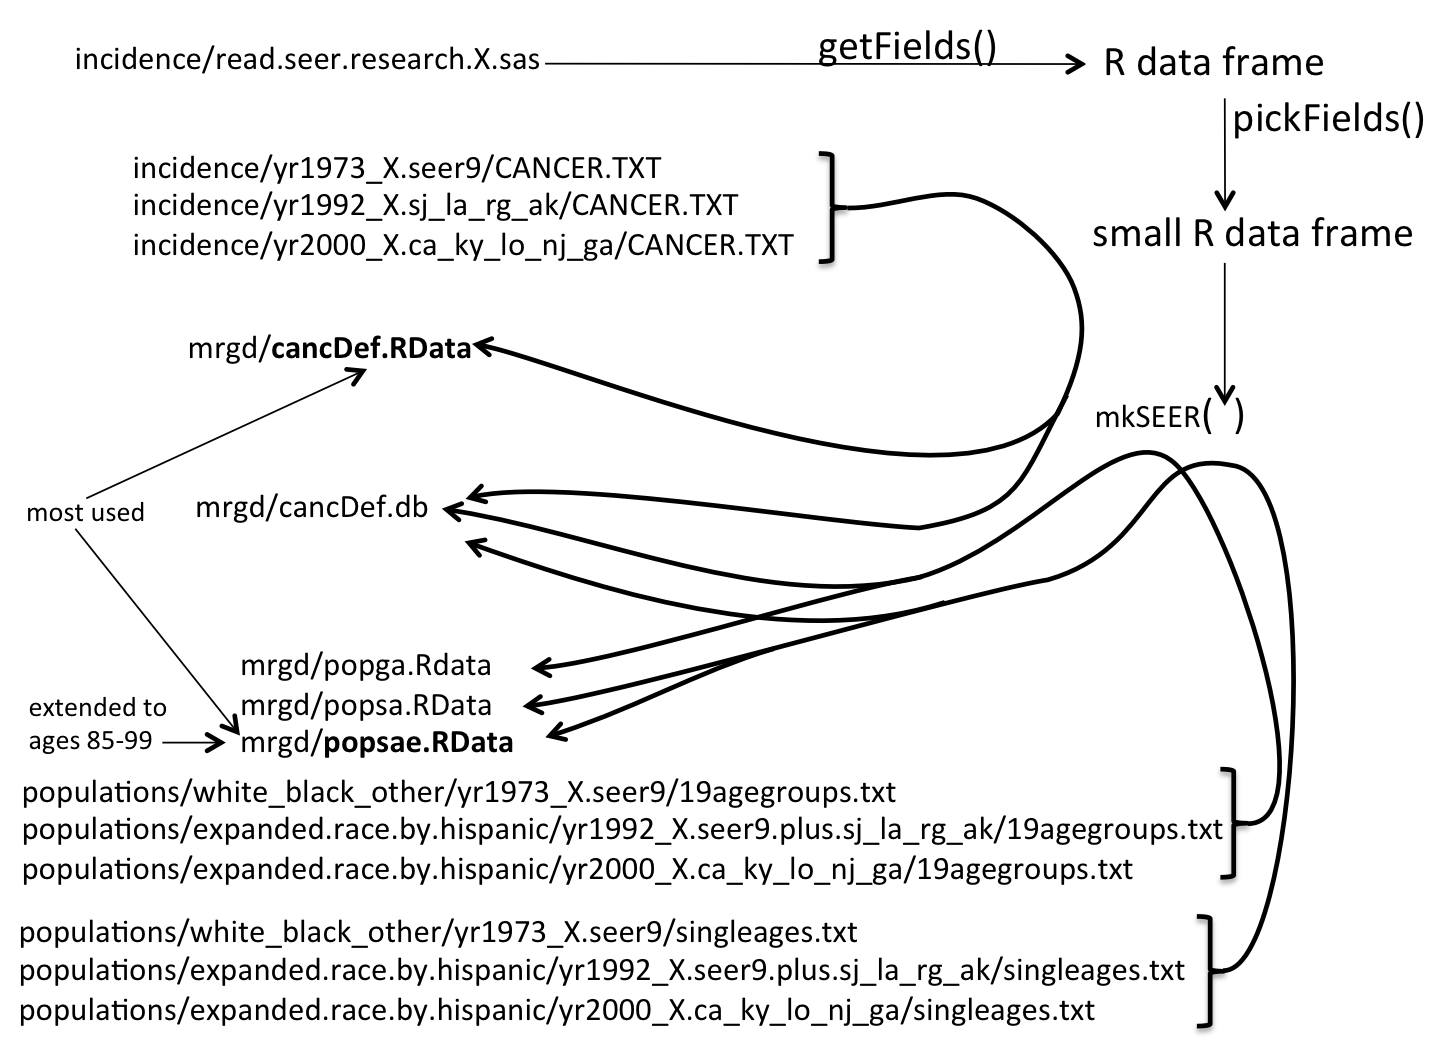 incidence/read.seer.research.X.sas
getFields()
R data frame
pickFields()
incidence/yr1973_X.seer9/CANCER.TXT
incidence/yr1992_X.sj_la_rg_ak/CANCER.TXT
incidence/yr2000_X.ca_ky_lo_nj_ga/CANCER.TXT
small R data frame
mrgd/cancDef.RData
mkSEER( )
most used
mrgd/cancDef.db
mrgd/popga.Rdata
mrgd/popsa.RData
extended to
ages 85-99
mrgd/popsae.RData
populations/white_black_other/yr1973_X.seer9/19agegroups.txt
populations/expanded.race.by.hispanic/yr1992_X.seer9.plus.sj_la_rg_ak/19agegroups.txt
populations/expanded.race.by.hispanic/yr2000_X.ca_ky_lo_nj_ga/19agegroups.txt
populations/white_black_other/yr1973_X.seer9/singleages.txt
populations/expanded.race.by.hispanic/yr1992_X.seer9.plus.sj_la_rg_ak/singleages.txt
populations/expanded.race.by.hispanic/yr2000_X.ca_ky_lo_nj_ga/singleages.txt